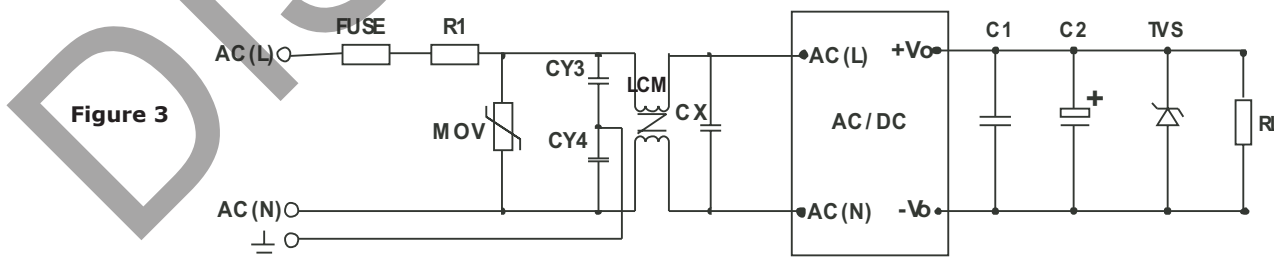 FUSE R1 C1 C2 TVS
AC(L) AC(L) +Vo
CY3 LCM CX
+
Figure 3 MOV AC/DC Rl
CY4
AC(N) AC(N) -Vo
DIS